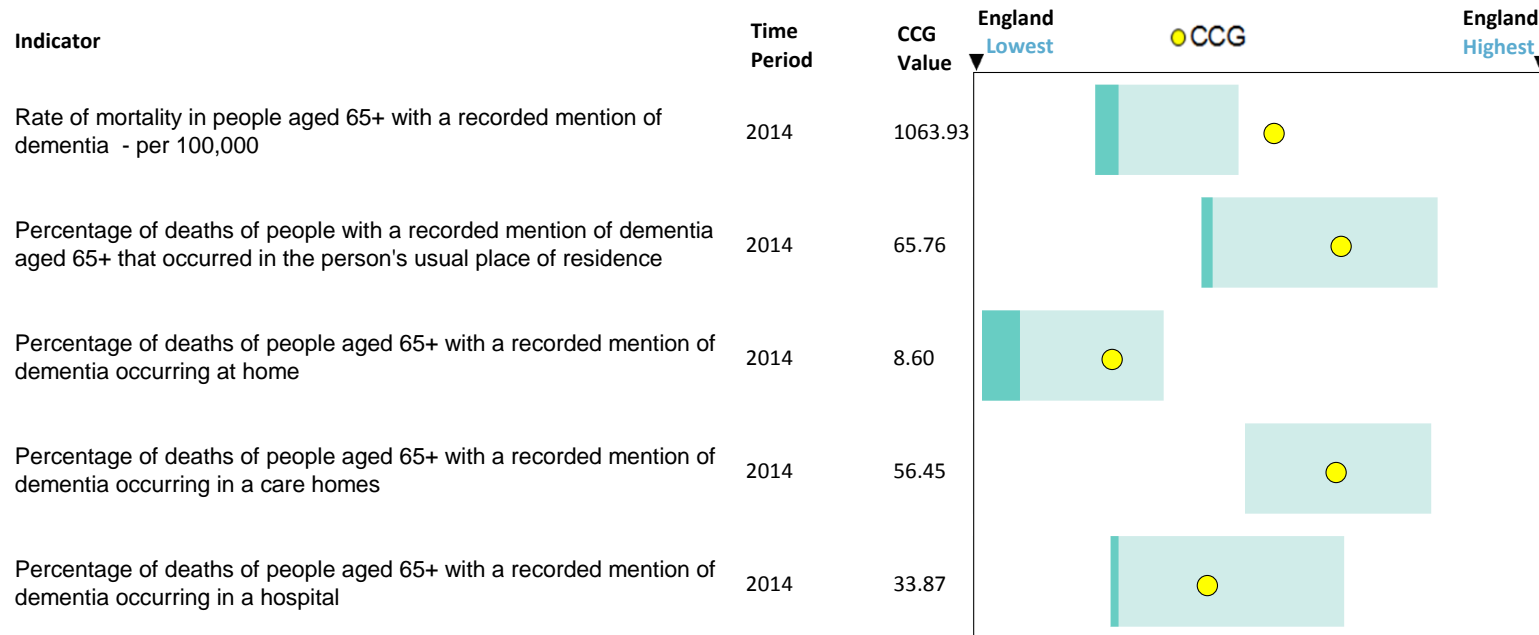 Indicator
Time
Period
CCG
Value
England
Lowest
CCG
England
Highest
Rate of mortality in people aged 65+ with a recorded mention of
dementia - per 100,000
2014
1063.93
Percentage of deaths of people with a recorded mention of dementia
aged 65+ that occurred in the person's usual place of residence
2014
65.76
Percentage of deaths of people aged 65+ with a recorded mention of
dementia occurring at home
2014
8.60
Percentage of deaths of people aged 65+ with a recorded mention of
dementia occurring in a care homes
2014
56.45
Percentage of deaths of people aged 65+ with a recorded mention of
dementia occurring in a hospital
2014
33.87